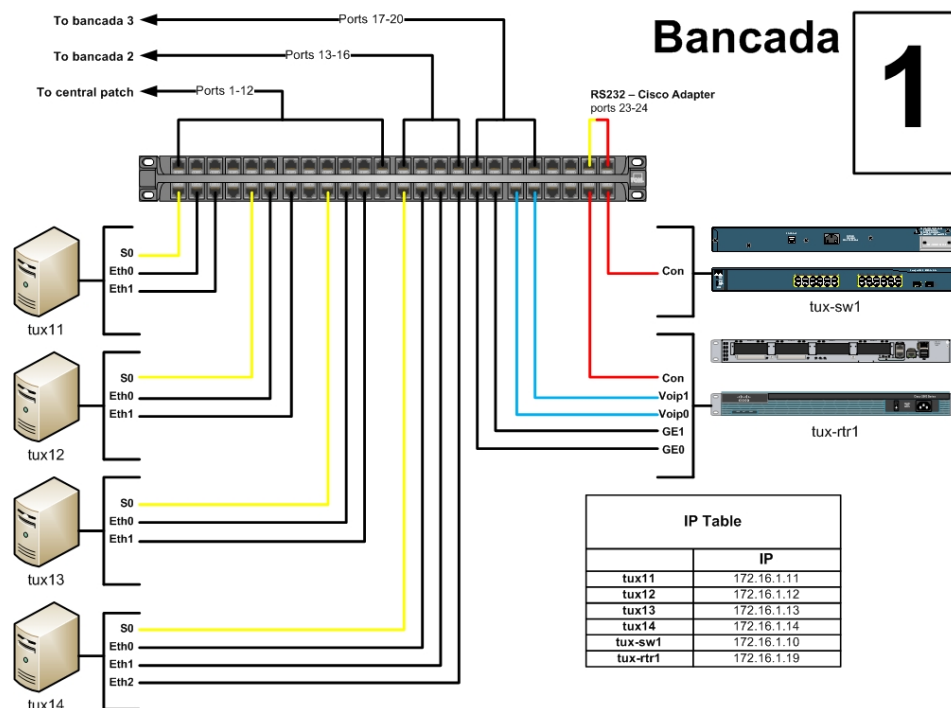 To bancada 3
Ports 17-20
Bancada
1
To bancada 2
Ports 13-16
To central patch
Ports 1-12
RS232 – Cisco Adapter
ports 23-24
S0
Eth0
Eth1
tux11
Con
tux-sw1
S0
Eth0
Eth1
tux12
Con
Voip1
Voip0
GE1
GE0
tux-rtr1
S0
Eth0
Eth1
tux13
IP Table
IP
tux11 172.16.1.11
tux12 172.16.1.12
tux13 172.16.1.13
tux14 172.16.1.14
tux-sw1 172.16.1.10
tux-rtr1 172.16.1.19
S0
Eth0
Eth1
Eth2
tux14